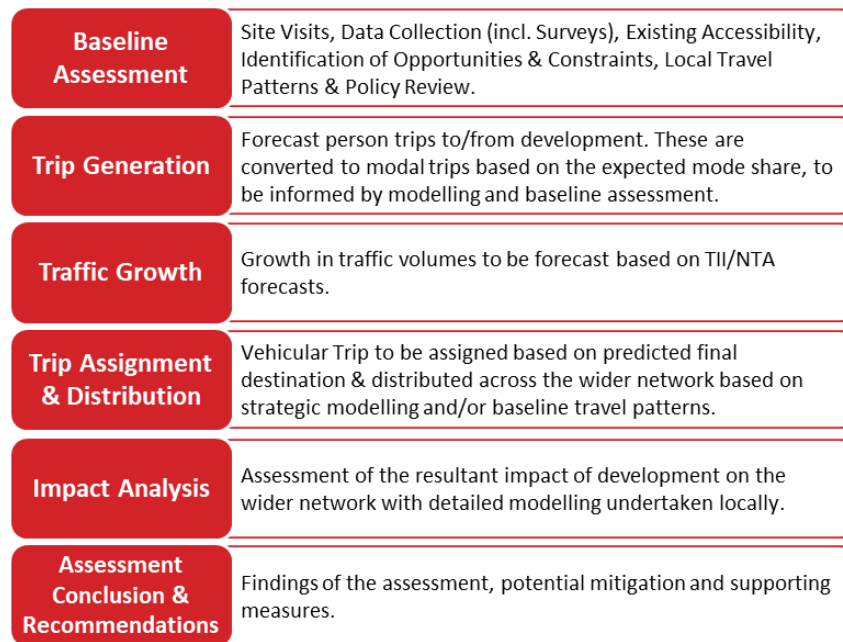 Baseline
Assessment
Site Visits, Data Collection (incl. Surveys), Existing Accessibility,
Identification of Opportunities & Constraints, Local Travel
Patterns & Policy Review.
Trip Generation
Forecast person trips to/from development. These are
converted to modal trips based on the expected mode share, to
be informed by modelling and baseline assessment.
Traffic Growth
Growth in traffic volumes to be forecast based on TII/NTA
forecasts.
Trip Assignment
& Distribution
Vehicular Trip to be assigned based on predicted final
destination & distributed across the wider network based on
strategic modelling and/or baseline travel patterns.
Impact Analysis
Assessment of the resultant impact of development on the
wider network with detailed modelling undertaken locally.
Assessment
Conclusion &
Recommendations
Findings of the assessment, potential mitigation and supporting
measures.